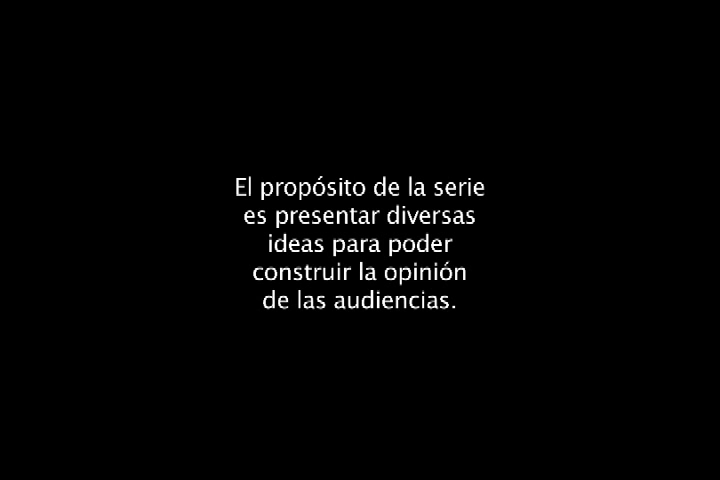 El propósito de la serie
es presentar diversas
ideas para poder
construir la opinión
de las audiencias.